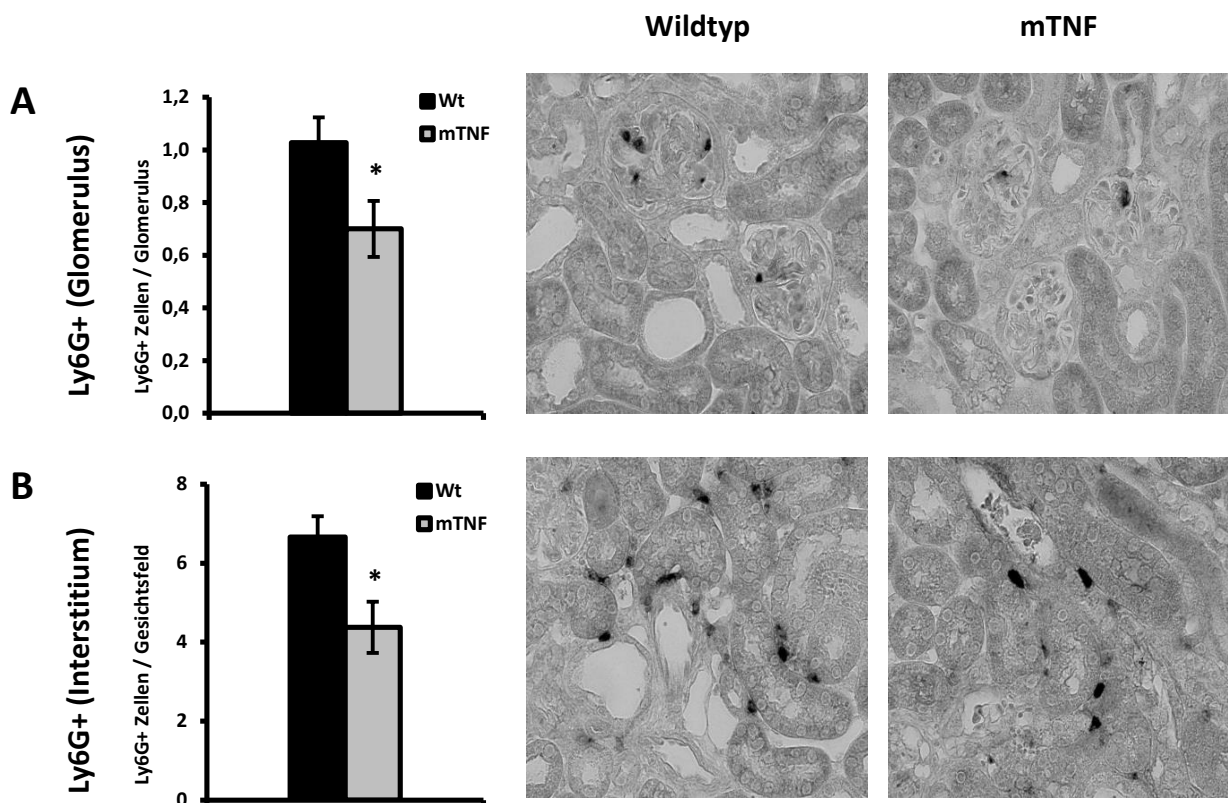 Wildtyp
mTNF
A
Ly6G+ (Glomerulus)
Ly6G+ Zellen / Glomerulus
1,2
1,0
0,8
0,6
0,4
0,2
0,0
Wt
mTNF
*
B
Ly6G+ (Interstitium)
Ly6G+ Zellen / Gesichtsfeld
8
6
4
2
0
Wt
mTNF
*